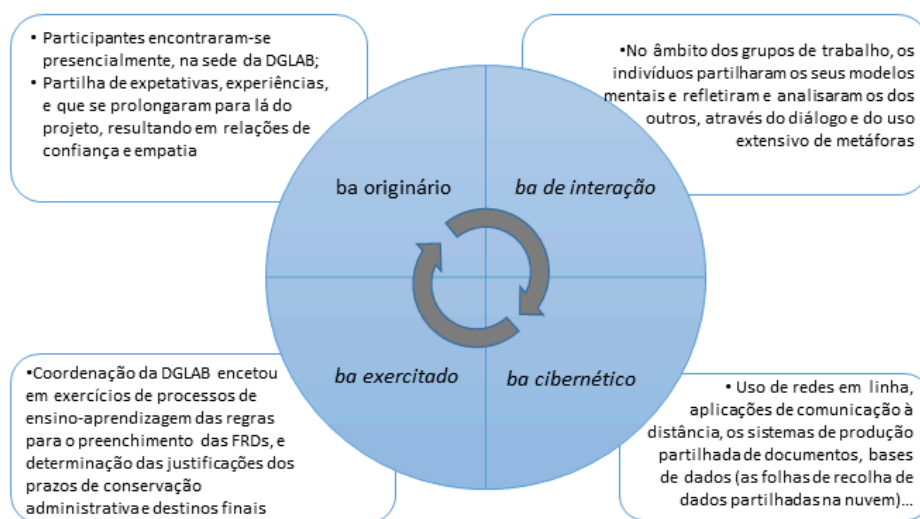 • Participantes encontraram-se
presencialmente, na sede da DGLAB;
• Partilha de expetativas, experiências,
e que se prolongaram para lá do
projeto, resultando em relações de
confiança e empatia
•No âmbito dos grupos de trabalho, os
indivíduos partilharam os seus modelos
mentais e refletiram e analisaram os dos
outros, através do diálogo e do uso
extensivo de metáforas
ba originário
ba de interação
ba exercitado
ba cibernético
•Coordenação da DGLAB encetou
em exercícios de processos de
ensino-aprendizagem das regras
para o preenchimento das FRDs, e
determinação das justificações dos
prazos de conservação
administrativa e destinos finais
• Uso de redes em linha,
aplicações de comunicação à
distância, os sistemas de produção
partilhada de documentos, bases
de dados (as folhas de recolha de
dados partilhadas na nuvem)...